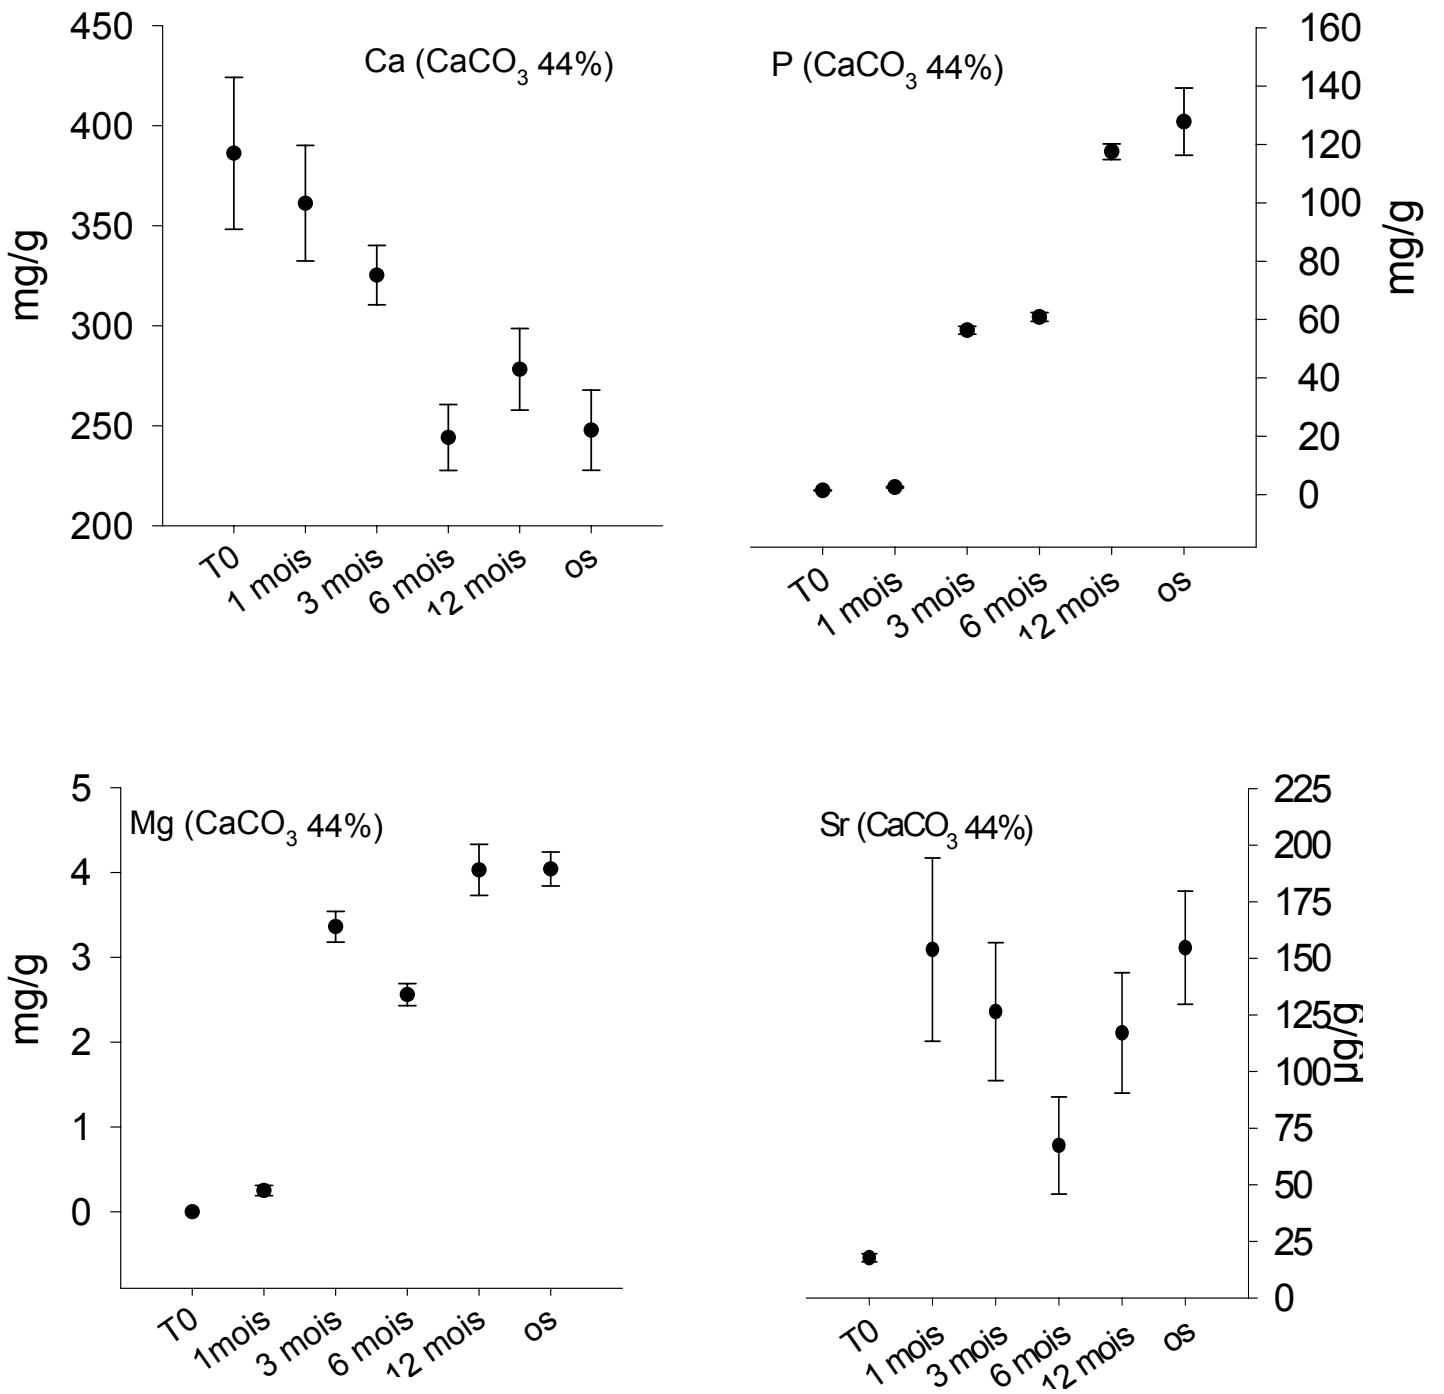 Ca (CaCO3 44%)
mg/g
450
400
350
300
250
200
T0
1 mois
3 mois
6 mois
12 mois
os
P (CaCO3 44%)
160
140
120
100
80
60
40
20
0
mg/g
T0
1 mois
3 mois
6 mois
12 mois
os
Mg (CaCO3 44%)
mg/g
5
4
3
2
1
0
T0
1mois
3 mois
6 mois
12 mois
os
Sr (CaCO3 44%)
225
200
175
150
125
100
75
50
25
0
µg/g
T0
1 mois
3 mois
6 mois
12 mois
os